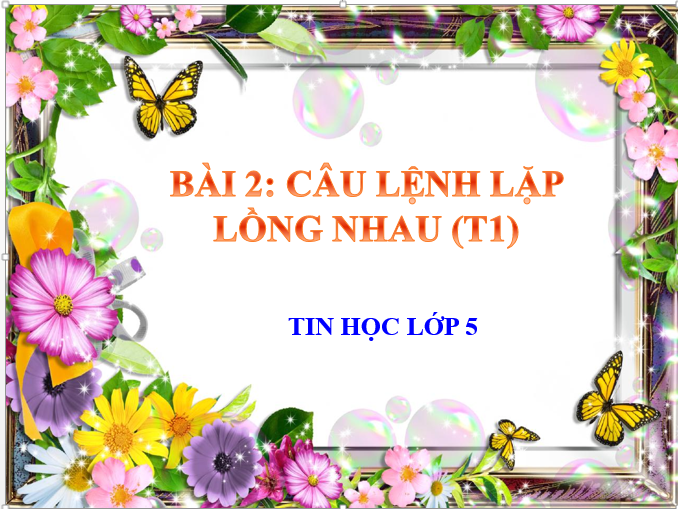 BÀI 2: CÂU LỆNH LẶP
LỒNG NHAU (T1)
TIN HỌC LỚP 5